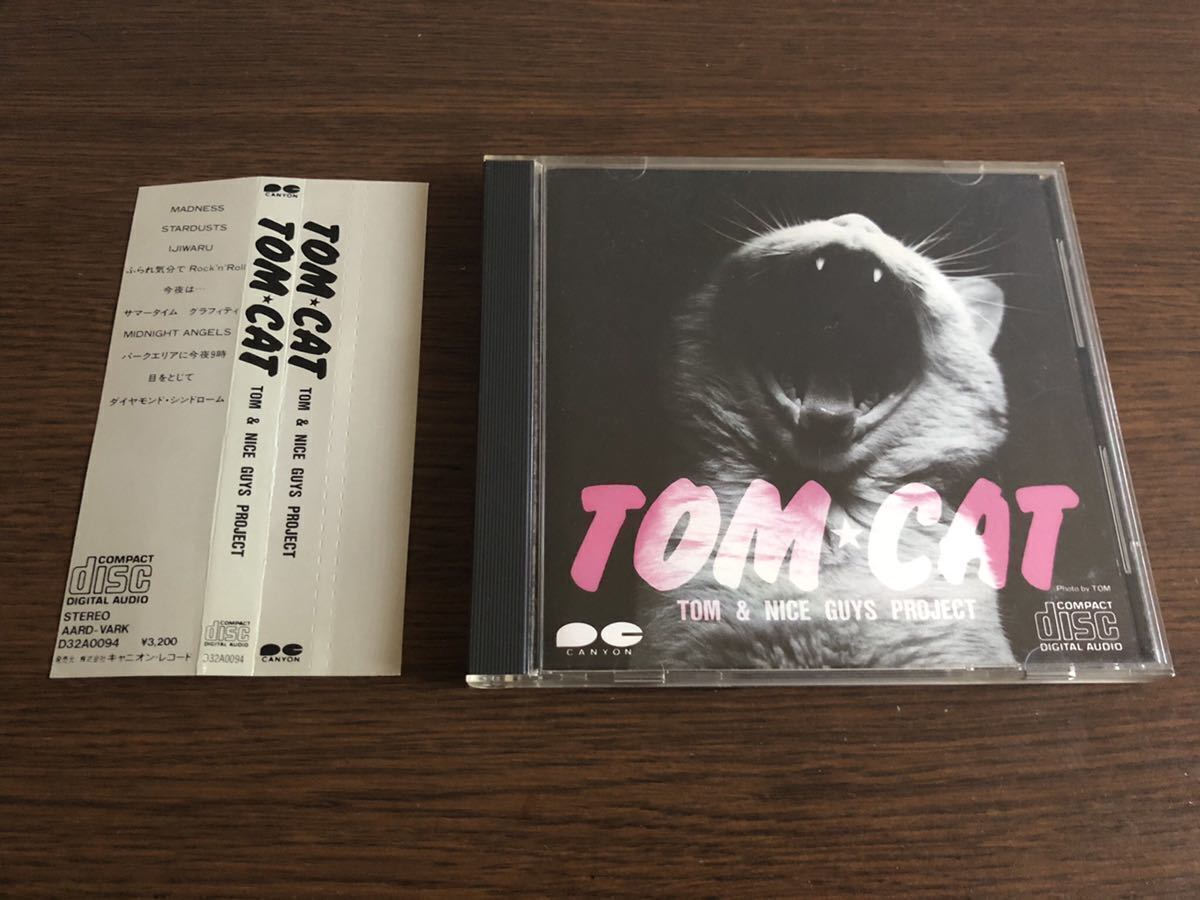 MADNESS
STARDUSTS
IJIWARU
ふられ気分で Rock'n'Roll
今夜は…
サマータイム グラフィティ
MIDNIGHT ANGELS
パークエリアに今夜9時
目をとじて
ダイヤモンド・シンドローム
COMPACT
disc
DIGITAL AUDIO
STEREO
AARD-VARK
D32A0094 ¥3,200
発売元 株式会社キャニオン・レコード
CANYON
TOM★CAT TOM & NICE GUYS PROJECT
TOM★CAT TOM & NICE GUYS PROJECT
COMPACT
disc
DIGITAL AUDIO
D32A0094
CANYON
TOM★CAT
Photo by TOM
TOM & NICE GUYS PROJECT
CANYON
COMPACT
disc
DIGITAL AUDIO